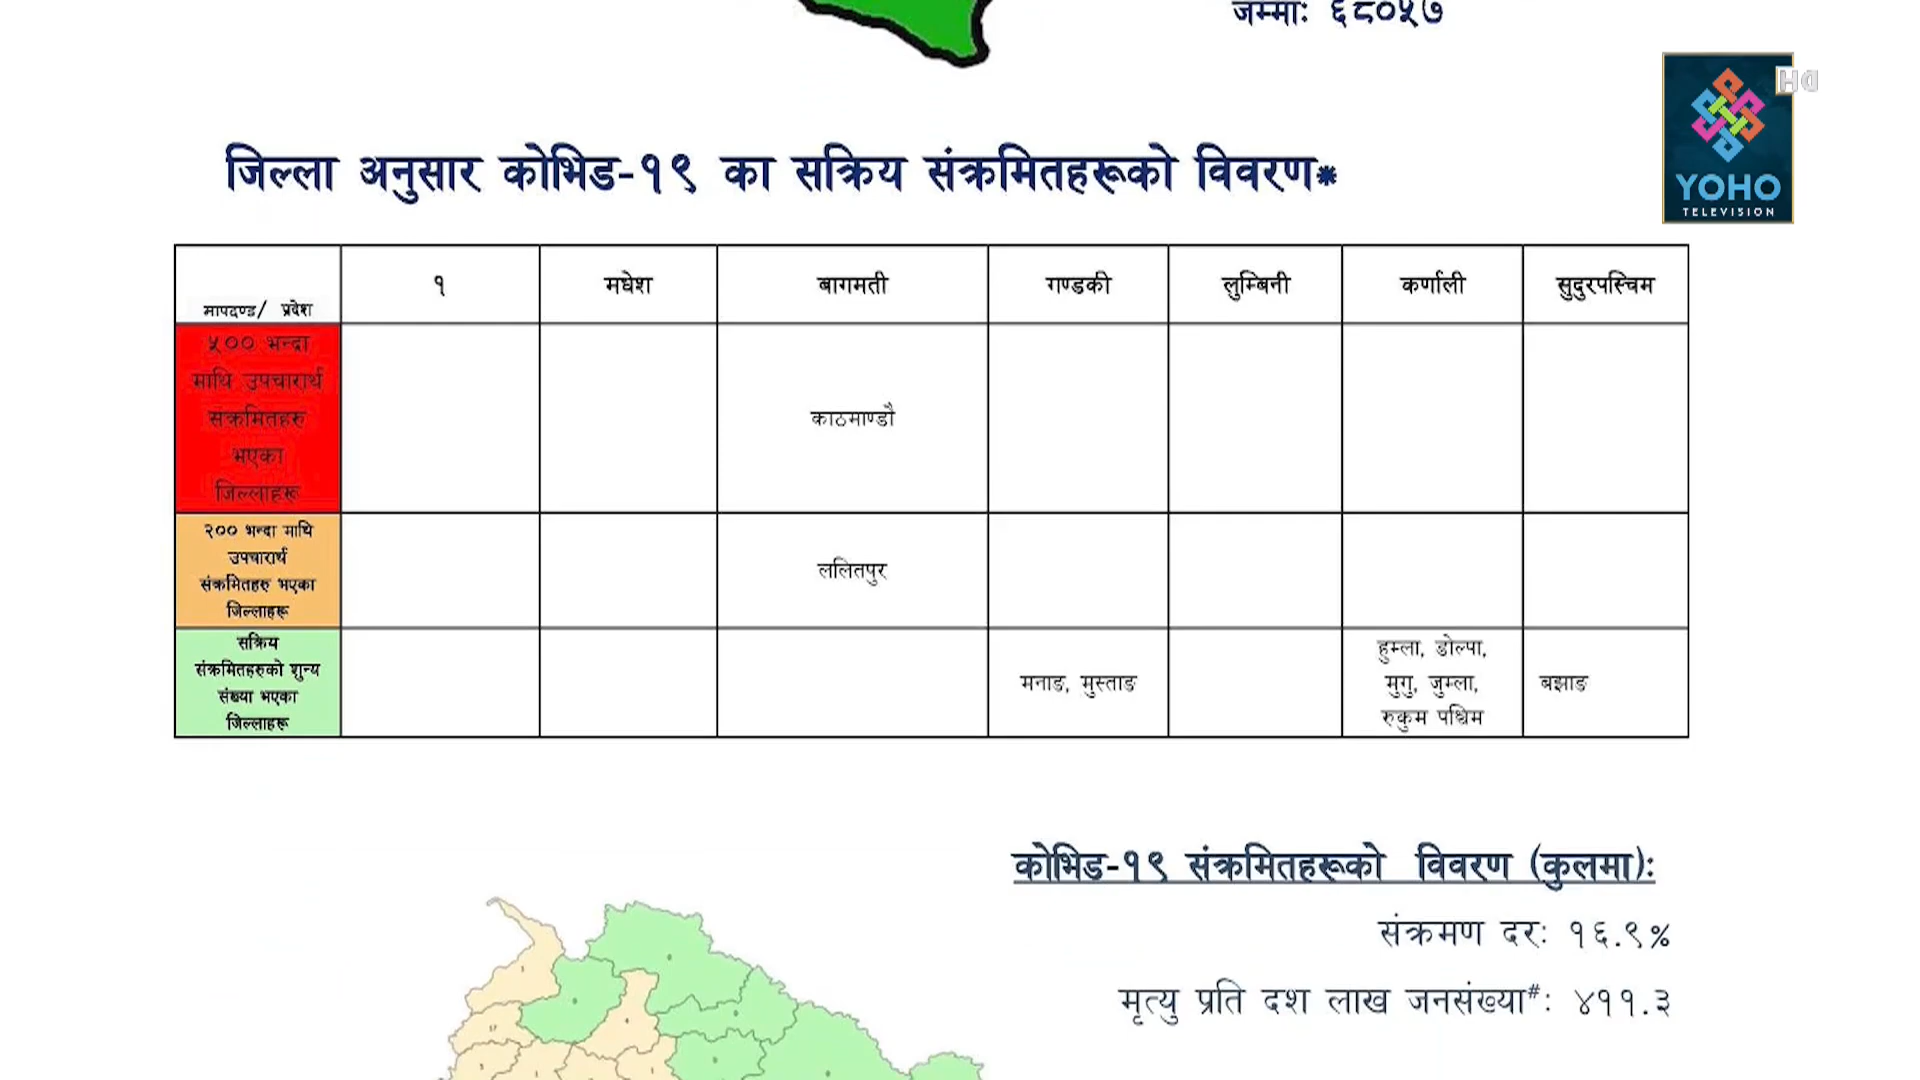 जम्माः ६८०५७
HD
YOHO
TELEVISION
जिल्ला अनुसार कोभिड-१९ का सक्रिय संक्रमितहरूको विवरण*
मापदण्ड/ प्रदेश
१
मधेश
बागमती
गण्डकी
लुम्बिनी
कर्णाली
सुदुरपस्चिम
५०० भन्दा
माथि उपचारार्थ
संक्रमितहरु
भएका
जिल्लाहरू
काठमाण्डौ
२०० भन्दा माथि
उपचारार्थ
संक्रमितहरु भएका
जिल्लाहरू
ललितपुर
सक्रिय
संक्रमितहरुको शुन्य
संख्या भएका
जिल्लाहरू
मनाङ, मुस्ताङ
हुम्ला, डोल्पा,
मुगु, जुम्ला,
रुकुम पश्चिम
बझाङ
कोभिड-१९ संक्रमितहरूको विवरण (कुलमा):
संक्रमण दरः १६.९%
मृत्यु प्रति दश लाख जनसंख्या#: ४११.३